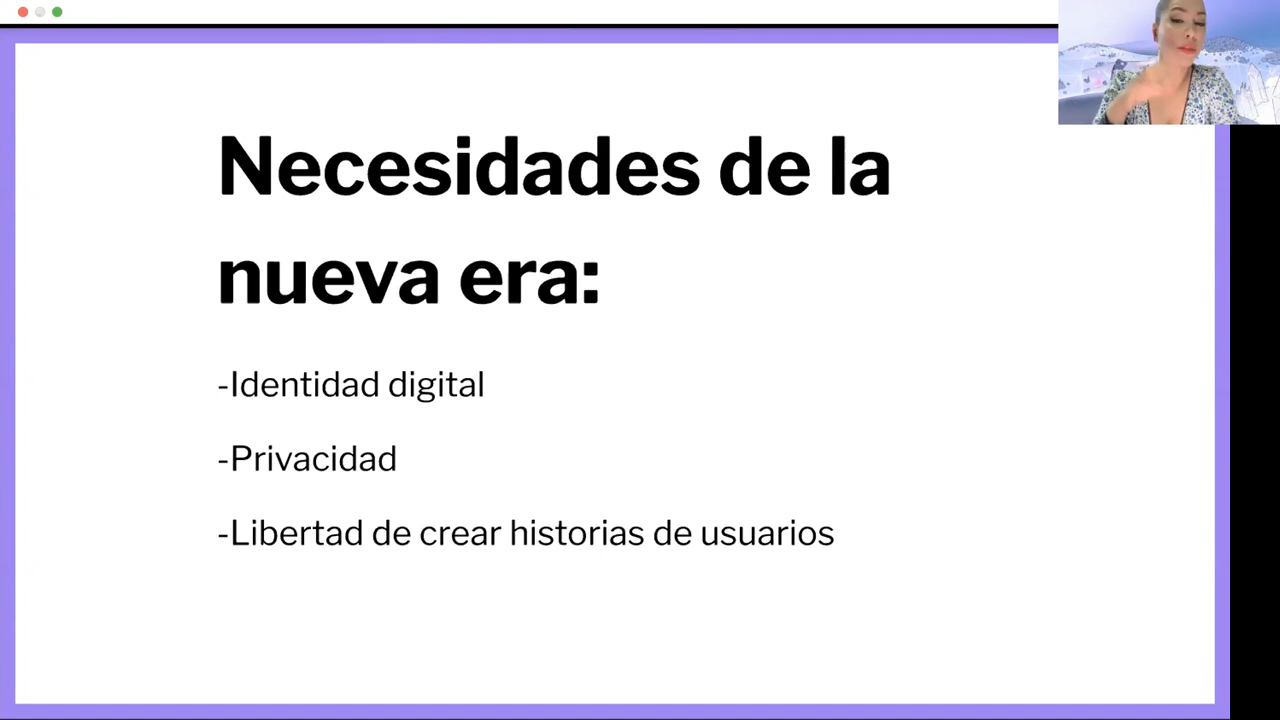 Necesidades de la
nueva era:
-Identidad digital
-Privacidad
-Libertad de crear historias de usuarios